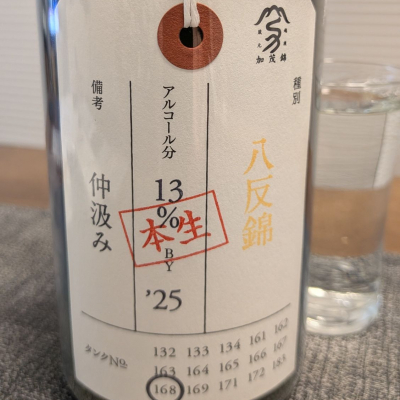 加茂錦
種別
八反錦
アルコール分
13%
BY
'25
本生
備考
仲汲み
タンクNo.
132 133 134 161 162
163 164 165 166 167
168 169 171 172 183